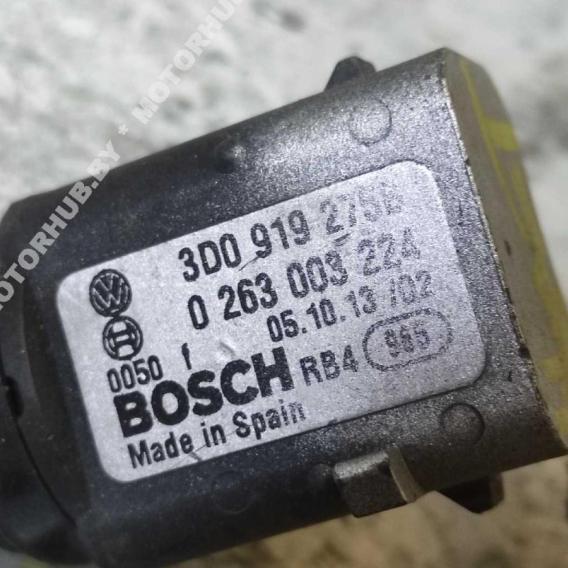 MOTORHUB.BY * MOTORHUB
3D0 919 275B
0 263 003 224
05.10.13 /02
0050 f
BOSCH RB4 966
Made in Spain